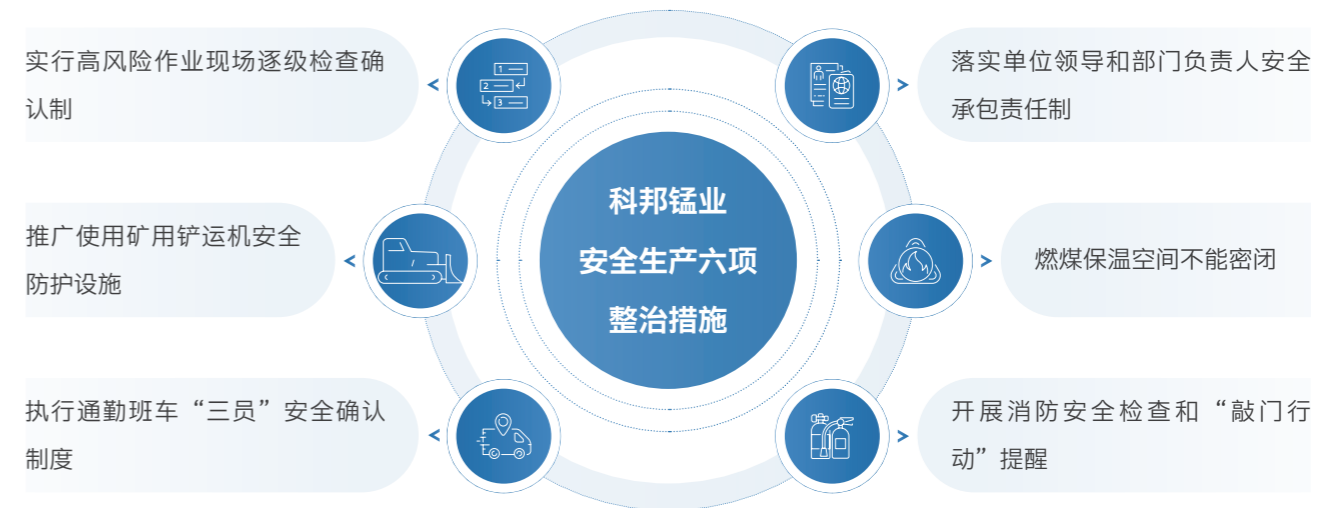 实行高风险作业现场逐级检查确
认制
推广使用矿用铲运机安全
防护设施
执行通勤班车“三员”安全确认
制度
1
2
3
科邦锰业
安全生产六项
整治措施
落实单位领导和部门负责人安全
承包责任制
燃煤保温空间不能密闭
开展消防安全检查和“敲门行
动”提醒